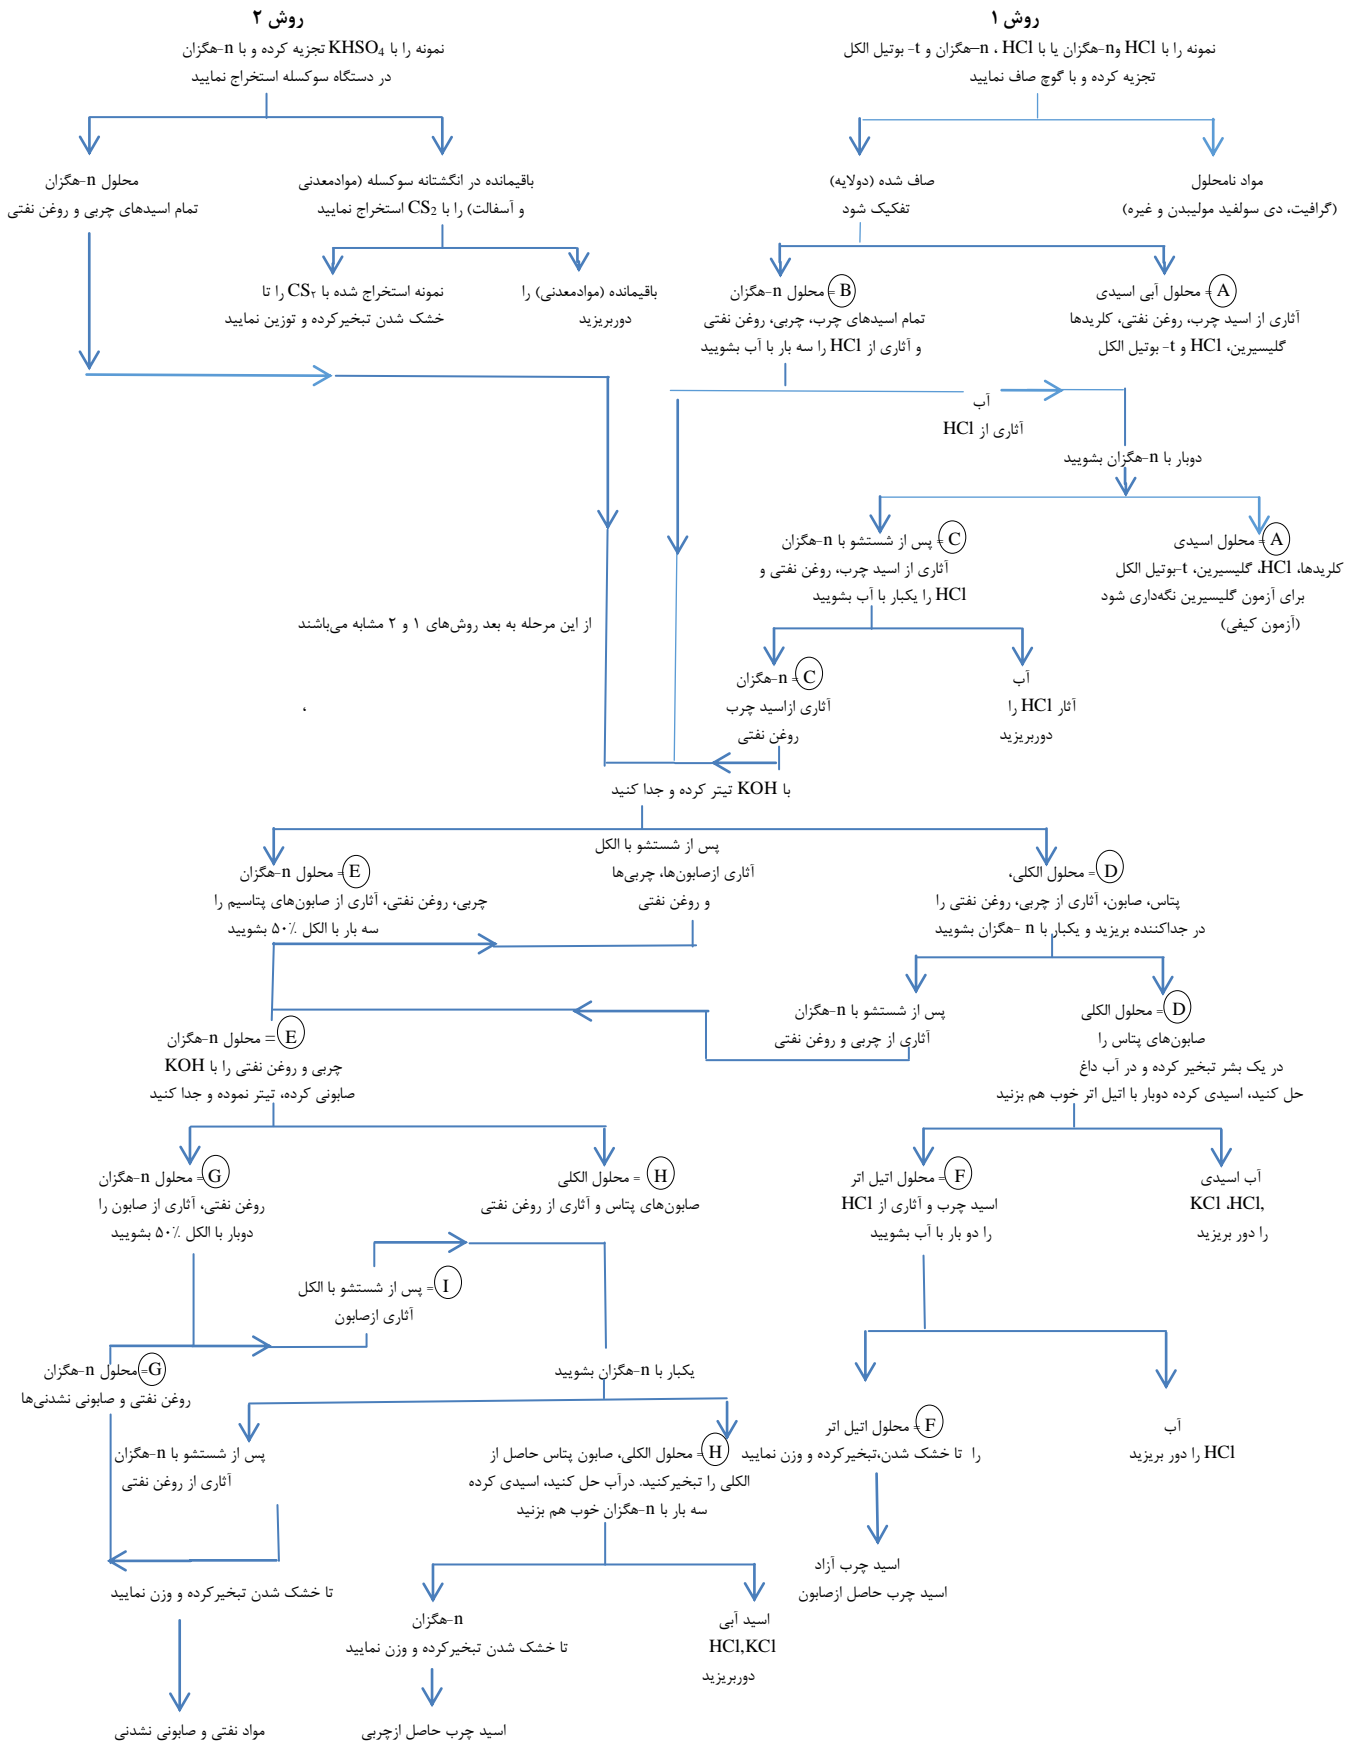 روش ۱
نمونه را با HCl وn-هگزان یا با n ، HCl–هگزان و t- بوتیل الکل
تجزیه کرده و با گوچ صاف نمایید
روش ۲
نمونه را با KHSO4 تجزیه کرده و با n-هگزان
در دستگاه سوکسله استخراج نمایید
مواد نامحلول
(گرافیت، دی سولفید مولیبدن و غیره)
صاف شده (دولایه)
تفکیک شود
باقیمانده در انگشتانه سوکسله (موادمعدنی
و آسفالت) را با CS2 استخراج نمایید
محلول n-هگزان
تمام اسیدهای چربی و روغن نفتی
A = محلول آبی اسیدی
آثاری از اسید چرب، روغن نفتی، کلریدها
گلیسیرین، HCl و t- بوتیل الکل
B = محلول n-هگزان
تمام اسیدهای چرب، چربی، روغن نفتی
و آثاری از HCl را سه بار با آب بشویید
باقیمانده (موادمعدنی) را
دوربریزید
نمونه استخراج شده با CS۲ را تا
خشک شدن تبخیرکرده و توزین نمایید
آب
آثاری از HCl
دوبار با n-هگزان بشویید
A = محلول اسیدی
کلریدها، HCl، گلیسیرین، t-بوتیل الکل
برای آزمون گلیسیرین نگه‌داری شود
(آزمون کیفی)
C = پس از شستشو با n-هگزان
آثاری از اسید چرب، روغن نفتی و
HCl را یکبار با آب بشویید
از این مرحله به بعد روش‌های ۱ و ۲ مشابه می‌باشند
آب
آثار HCl را
دوربریزید
C = n-هگزان
آثاری ازاسید چرب
روغن نفتی
،
با KOH تیتر کرده و جدا کنید
D = محلول الکلی،
پتاس، صابون، آثاری از چربی، روغن نفتی را
در جداکننده بریزید و یکبار با n -هگزان بشویید
پس از شستشو با الکل
آثاری ازصابون‌ها، چربی‌ها
و روغن نفتی
E = محلول n-هگزان
چربی، روغن نفتی، آثاری از صابون‌های پتاسیم را
سه بار با الکل ۵۰٪ بشویید
D = محلول الکلی
صابون‌های پتاس را
در یک بشر تبخیر کرده و در آب داغ
حل کنید، اسیدی کرده دوبار با اتیل اتر خوب هم بزنید
پس از شستشو با n-هگزان
آثاری از چربی و روغن نفتی
E = محلول n-هگزان
چربی و روغن نفتی را با KOH
صابونی کرده، تیتر نموده و جدا کنید
آب اسیدی
KCl ،HCl,
را دور بریزید
F = محلول اتیل اتر
اسید چرب و آثاری از HCl
را دو بار با آب بشویید
H = محلول الکلی
صابون‌های پتاس و آثاری از روغن نفتی
G = محلول n-هگزان
روغن نفتی، آثاری از صابون را
دوبار با الکل ۵۰٪ بشویید
I = پس از شستشو با الکل
آثاری ازصابون
یکبار با n-هگزان بشویید
G =محلول n-هگزان
روغن نفتی و صابونی نشدنی‌ها
آب
HCl را دور بریزید
F = محلول اتیل اتر
را تا خشک شدن،تبخیرکرده و وزن نمایید
H = محلول الکلی، صابون پتاس حاصل از
الکلی را تبخیرکنید. درآب حل کنید، اسیدی کرده
سه بار با n-هگزان خوب هم بزنید
پس از شستشو با n-هگزان
آثاری از روغن نفتی
اسید چرب آزاد
اسید چرب حاصل ازصابون
تا خشک شدن تبخیرکرده و وزن نمایید
اسید آبی
HCl,KCl
دوربریزید
n-هگزان
تا خشک شدن تبخیرکرده و وزن نمایید
اسید چرب حاصل ازچربی
مواد نفتی و صابونی نشدنی